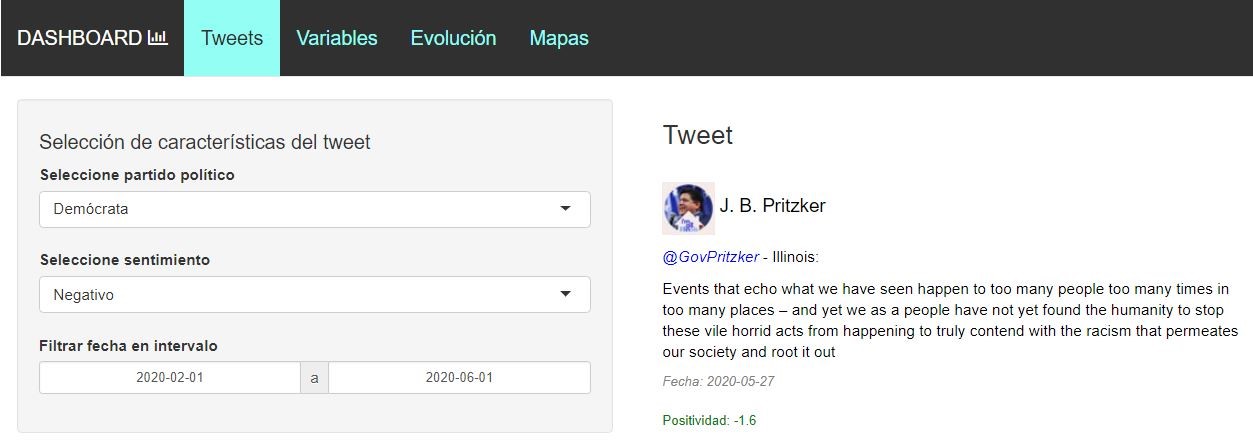 DASHBOARD Tweets Variables Evolución Mapas
Selección de características del tweet
Seleccione partido político
Demócrata
Seleccione sentimiento
Negativo
Filtrar fecha en intervalo
2020-02-01 a 2020-06-01
Tweet
J. B. Pritzker
@GovPritzker - Illinois:
Events that echo what we have seen happen to too many people too many times in
too many places – and yet we as a people have not yet found the humanity to stop
these vile horrid acts from happening to truly contend with the racism that permeates
our society and root it out
Fecha: 2020-05-27
Positividad: -1.6